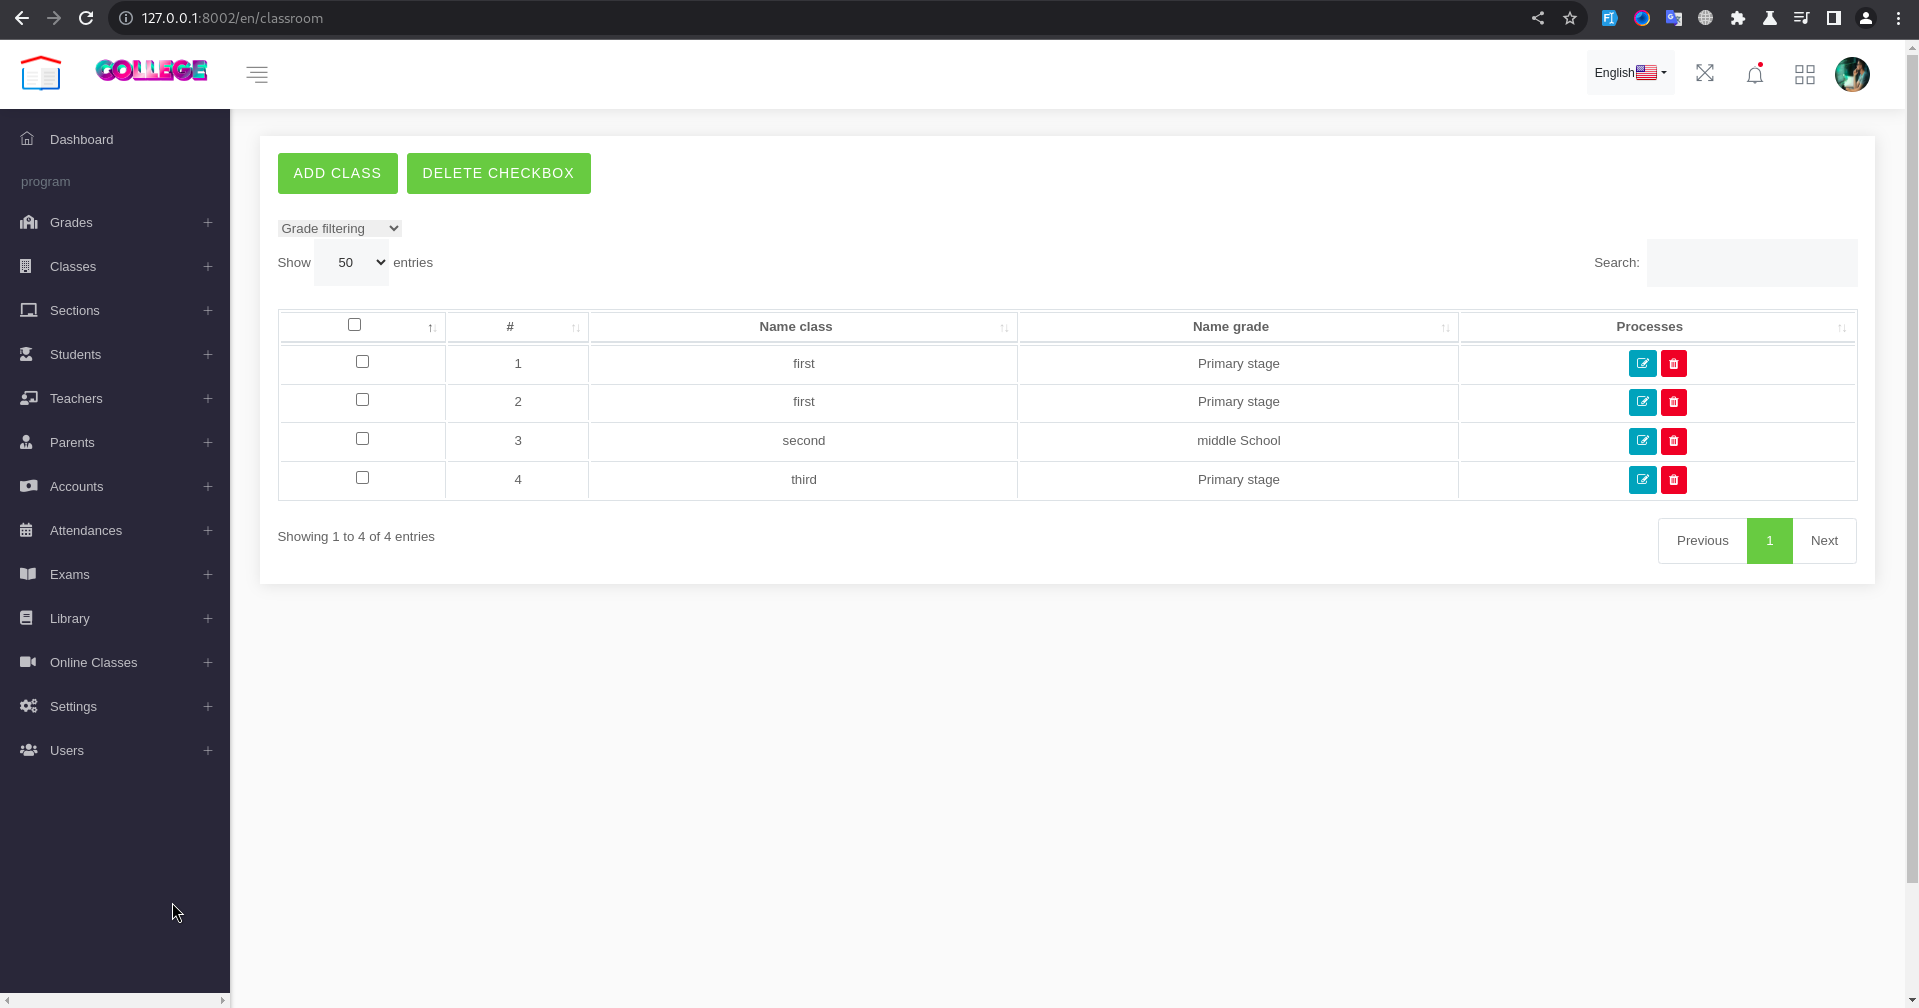 127.0.0.1:8002/en/classroom
COLLEGE
English
Dashboard
program
Grades
Classes
Sections
Students
Teachers
Parents
Accounts
Attendances
Exams
Library
Online Classes
Settings
Users
ADD CLASS DELETE CHECKBOX
Grade filtering
Show 50 entries Search:
# Name class Name grade Processes
1 first Primary stage
2 first Primary stage
3 second middle School
4 third Primary stage
Showing 1 to 4 of 4 entries Previous 1 Next